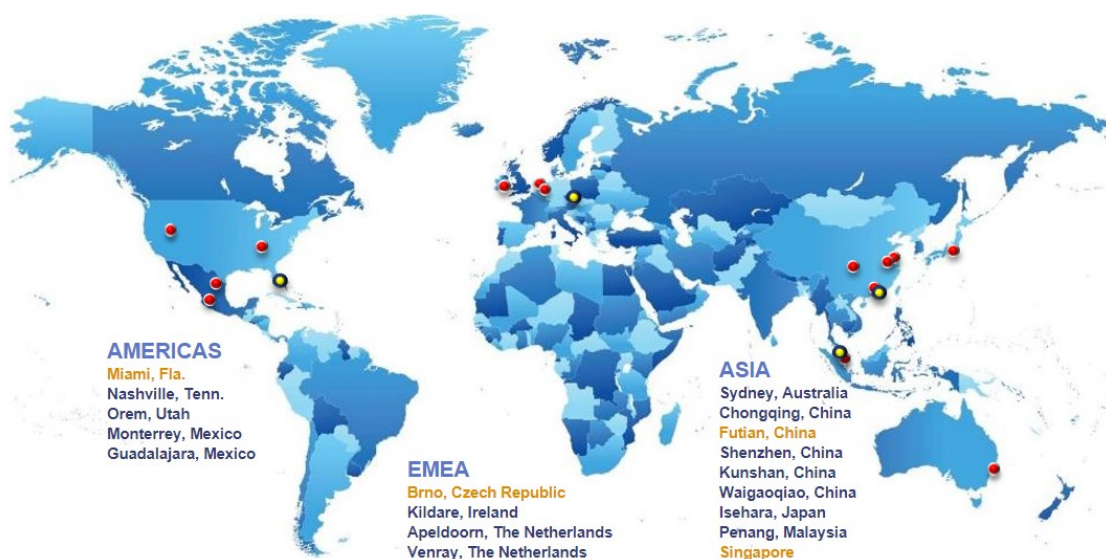 AMERICAS
Miami, Fla.
Nashville, Tenn.
Orem, Utah
Monterrey, Mexico
Guadalajara, Mexico
EMEA
Brno, Czech Republic
Kildare, Ireland
Apeldoorn, The Netherlands
Venray, The Netherlands
ASIA
Sydney, Australia
Chongqing, China
Futian, China
Shenzhen, China
Kunshan, China
Waigaoqiao, China
Isehara, Japan
Penang, Malaysia
Singapore